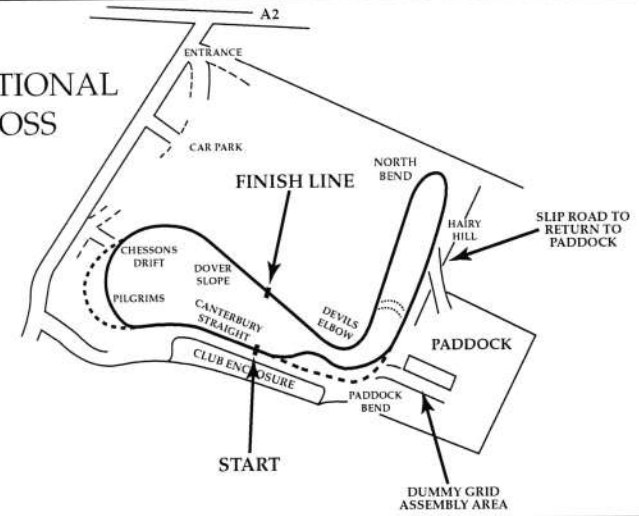 A2
ENTRANCE
TIONAL
OSS
CAR PARK
NORTH
BEND
FINISH LINE
SLIP ROAD TO
RETURN TO
PADDOCK
HAIRY
HILL
CHESSONS
DRIFT
DOVER
SLOPE
PILGRIMS
CANTERBURY
STRAIGHT
DEVILS
ELBOW
PADDOCK
CLUB ENCLOSURE
PADDOCK
BEND
START
DUMMY GRID
ASSEMBLY AREA